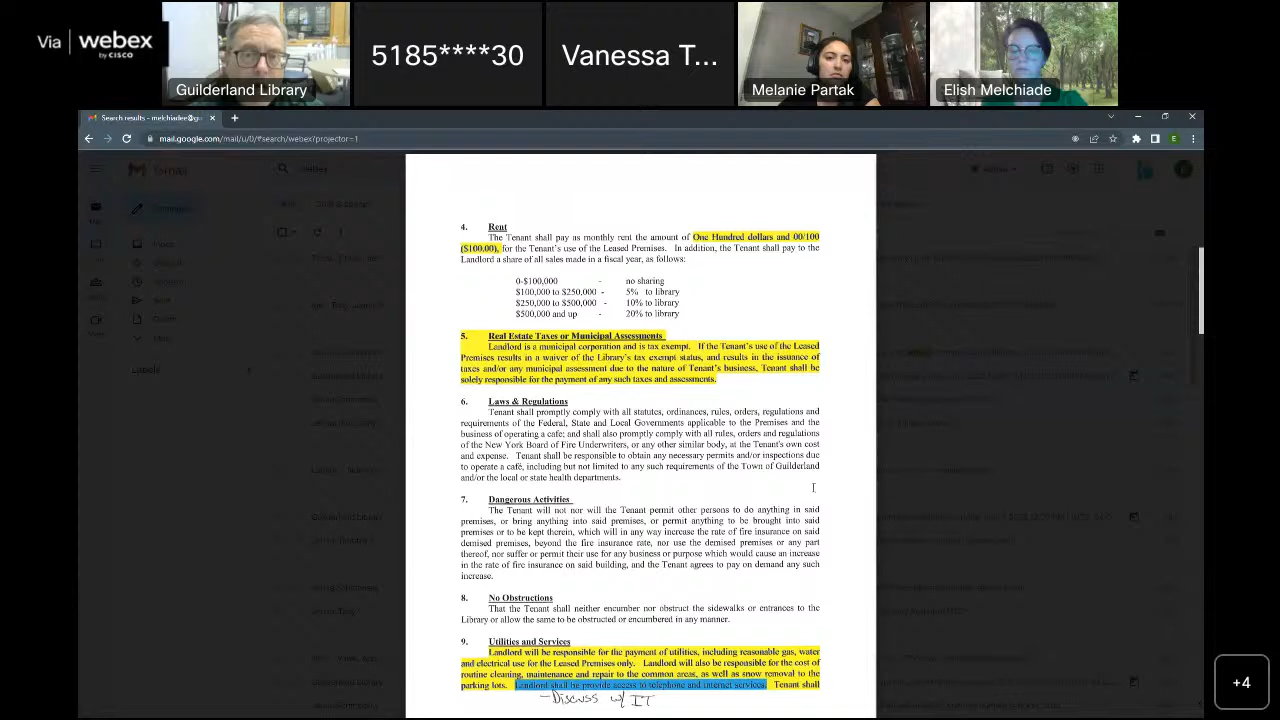 Via webex
by CISCO
Guilderland Library
5185****30
Vanessa T...
Melanie Partak
Elish Melchiade
Search results - melchiadee@gu
mail.google.com/mail/u/0/#search/webex?projector=1
4. Rent
The Tenant shall pay as monthly rent the amount of One Hundred dollars and 00/100
($100.00), for the Tenant's use of the Leased Premises. In addition, the Tenant shall pay to the
Landlord a share of all sales made in a fiscal year, as follows:
0-$100,000 - no sharing
$100,000 to $250,000 - 5% to library
$250,000 to $500,000 - 10% to library
$500,000 and up - 20% to library
5. Real Estate Taxes or Municipal Assessments
Landlord is a municipal corporation and is tax exempt. If the Tenant's use of the Leased
Premises results in a waiver of the Library's tax exempt status, and results in the issuance of
taxes and/or any municipal assessment due to the nature of Tenant's business, Tenant shall be
solely responsible for the payment of any such taxes and assessments.
6. Laws & Regulations
Tenant shall promptly comply with all statutes, ordinances, rules, orders, regulations and
requirements of the Federal, State and Local Governments applicable to the Premises and the
business of operating a cafe; and shall also promptly comply with all rules, orders and regulations
of the New York Board of Fire Underwriters, or any other similar body, at the Tenant's own cost
and expense. Tenant shall be responsible to obtain any necessary permits and/or inspections due
to operate a café, including but not limited to any such requirements of the Town of Guilderland
and/or the local or state health departments.
7. Dangerous Activities
The Tenant will not nor will the Tenant permit other persons to do anything in said
premises, or bring anything into said premises, or permit anything to be brought into said
premises or to be kept therein, which will in any way increase the rate of fire insurance on said
demised premises, beyond the fire insurance rate, nor use the demised premises or any part
thereof, nor suffer or permit their use for any business or purpose which would cause an increase
in the rate of fire insurance on said building, and the Tenant agrees to pay on demand any such
increase.
8. No Obstructions
That the Tenant shall neither encumber nor obstruct the sidewalks or entrances to the
Library or allow the same to be obstructed or encumbered in any manner.
9. Utilities and Services
Landlord will be responsible for the payment of utilities, including reasonable gas, water
and electrical use for the Leased Premises only. Landlord will also be responsible for the cost of
routine cleaning, maintenance and repair to the common areas, as well as snow removal to the
parking lots. Landlord shall be provide access to telephone and internet services. Tenant shall
-Discuss w/ IT
Labels
+4